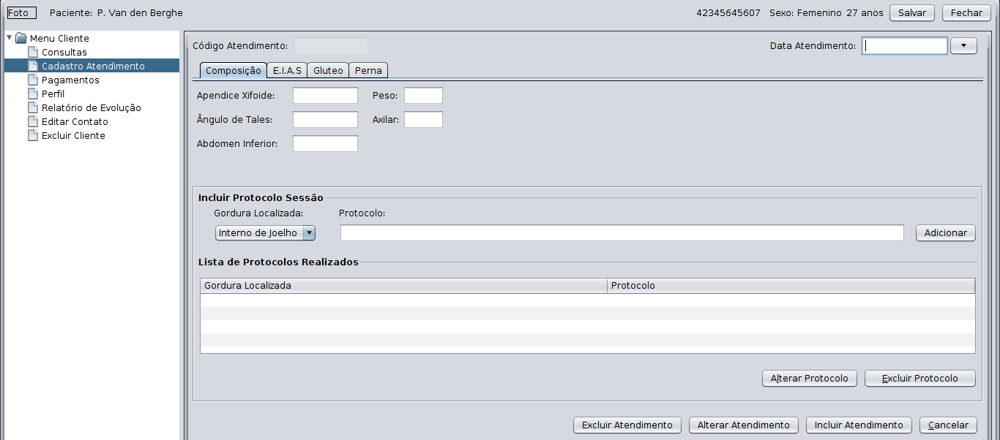 Foto Paciente: P. Van den Berghe 42345645607 Sexo: Femenino 27 anos Salvar Fechar
Menu Cliente
Consultas
Cadastro Atendimento
Pagamentos
Perfil
Relatório de Evolução
Editar Contato
Excluir Cliente
Código Atendimento: Data Atendimento:
Composição E.I.A.S Gluteo Perna
Apendice Xifoide: Peso:
Ângulo de Tales: Axilar:
Abdomen Inferior:
Incluir Protocolo Sessão
Gordura Localizada: Protocolo:
Interno de Joelho Adicionar
Lista de Protocolos Realizados
Gordura Localizada Protocolo
Alterar Protocolo Excluir Protocolo
Excluir Atendimento Alterar Atendimento Incluir Atendimento Cancelar